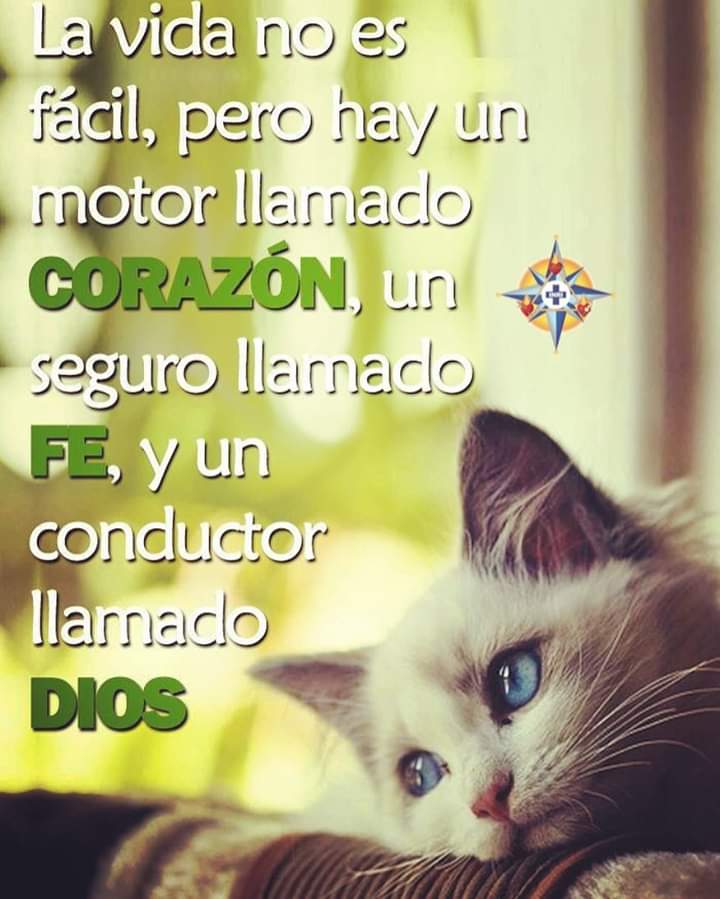 La vida no es
fácil, pero hay un
motor llamado
CORAZÓN, un
seguro llamado
FE, y un
conductor
llamado
DIOS